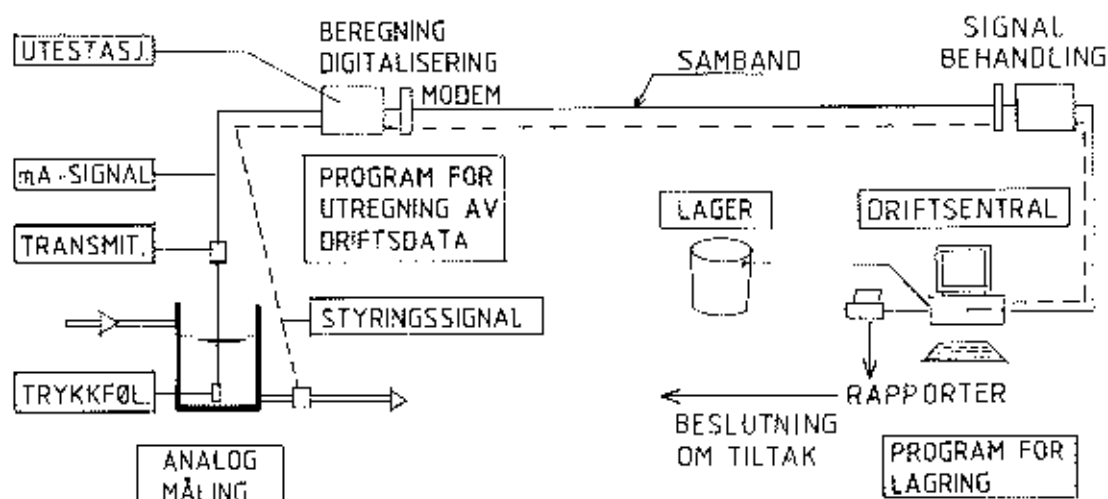 UTESTASJ.
BEREGNING
DIGITALISERING
MODEM
SAMBAND
SIGNAL
BEHANDLING
mA-SIGNAL
PROGRAM FOR
UTREGNING AV
DRIFTSDATA
LAGER
DRIFTSENTRAL
TRANSMIT.
STYRINGSSIGNAL
TRYKKFØL.
RAPPORTER
BESLUTNING
OM TILTAK
ANALOG
MÅLING
PROGRAM FOR
LAGRING